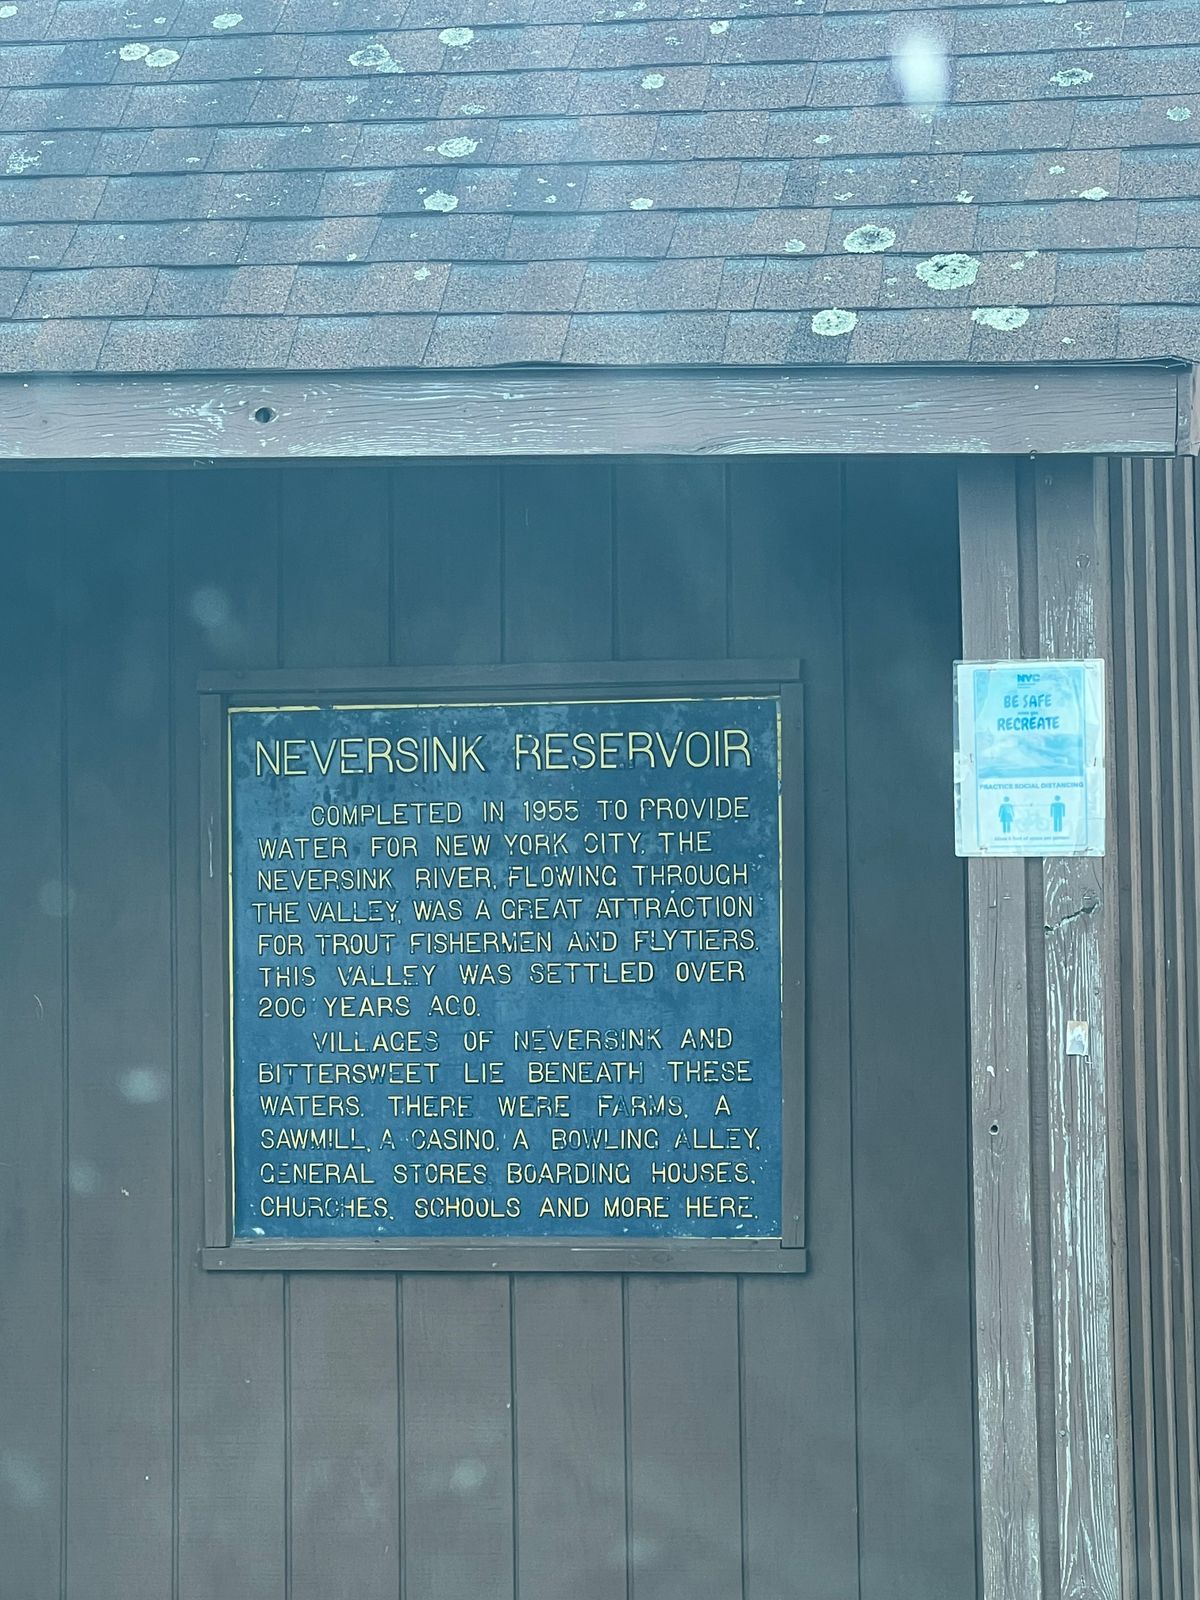 NEVERSINK RESERVOIR
COMPLETED IN 1955 TO PROVIDE
WATER FOR NEW YORK CITY. THE
NEVERSINK RIVER, FLOWING THROUGH
THE VALLEY, WAS A GREAT ATTRACTION
FOR TROUT FISHERMEN AND FLYTIERS.
THIS VALLEY WAS SETTLED OVER
200 YEARS AGO.
VILLAGES OF NEVERSINK AND
BITTERSWEET LIE BENEATH THESE
WATERS. THERE WERE FARMS, A
SAWMILL, A CASINO, A BOWLING ALLEY,
GENERAL STORES, BOARDING HOUSES,
CHURCHES, SCHOOLS AND MORE HERE.
NYC
BE SAFE
RECREATE
PRACTICE SOCIAL DISTANCING